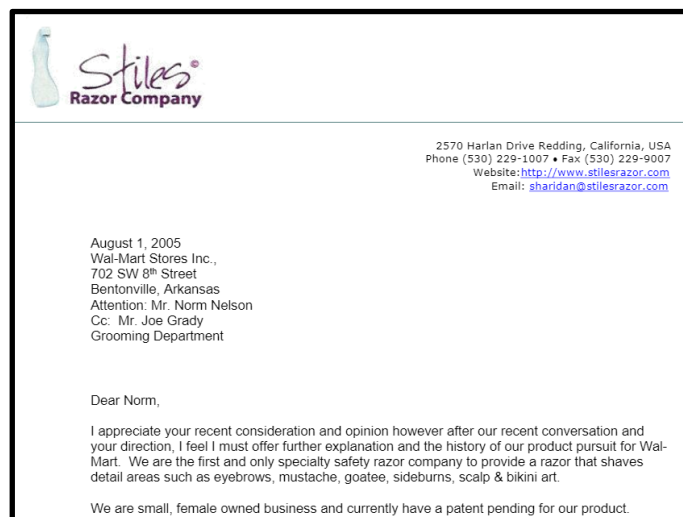 Stiles©
Razor Company
2570 Harlan Drive Redding, California, USA
Phone (530) 229-1007 • Fax (530) 229-9007
Website:http://www.stilesrazor.com
Email: sharidan@stilesrazor.com
August 1, 2005
Wal-Mart Stores Inc.,
702 SW 8th Street
Bentonville, Arkansas
Attention: Mr. Norm Nelson
Cc: Mr. Joe Grady
Grooming Department
Dear Norm,
I appreciate your recent consideration and opinion however after our recent conversation and
your direction, I feel I must offer further explanation and the history of our product pursuit for Wal-
Mart. We are the first and only specialty safety razor company to provide a razor that shaves
detail areas such as eyebrows, mustache, goatee, sideburns, scalp & bikini art.
We are small, female owned business and currently have a patent pending for our product.